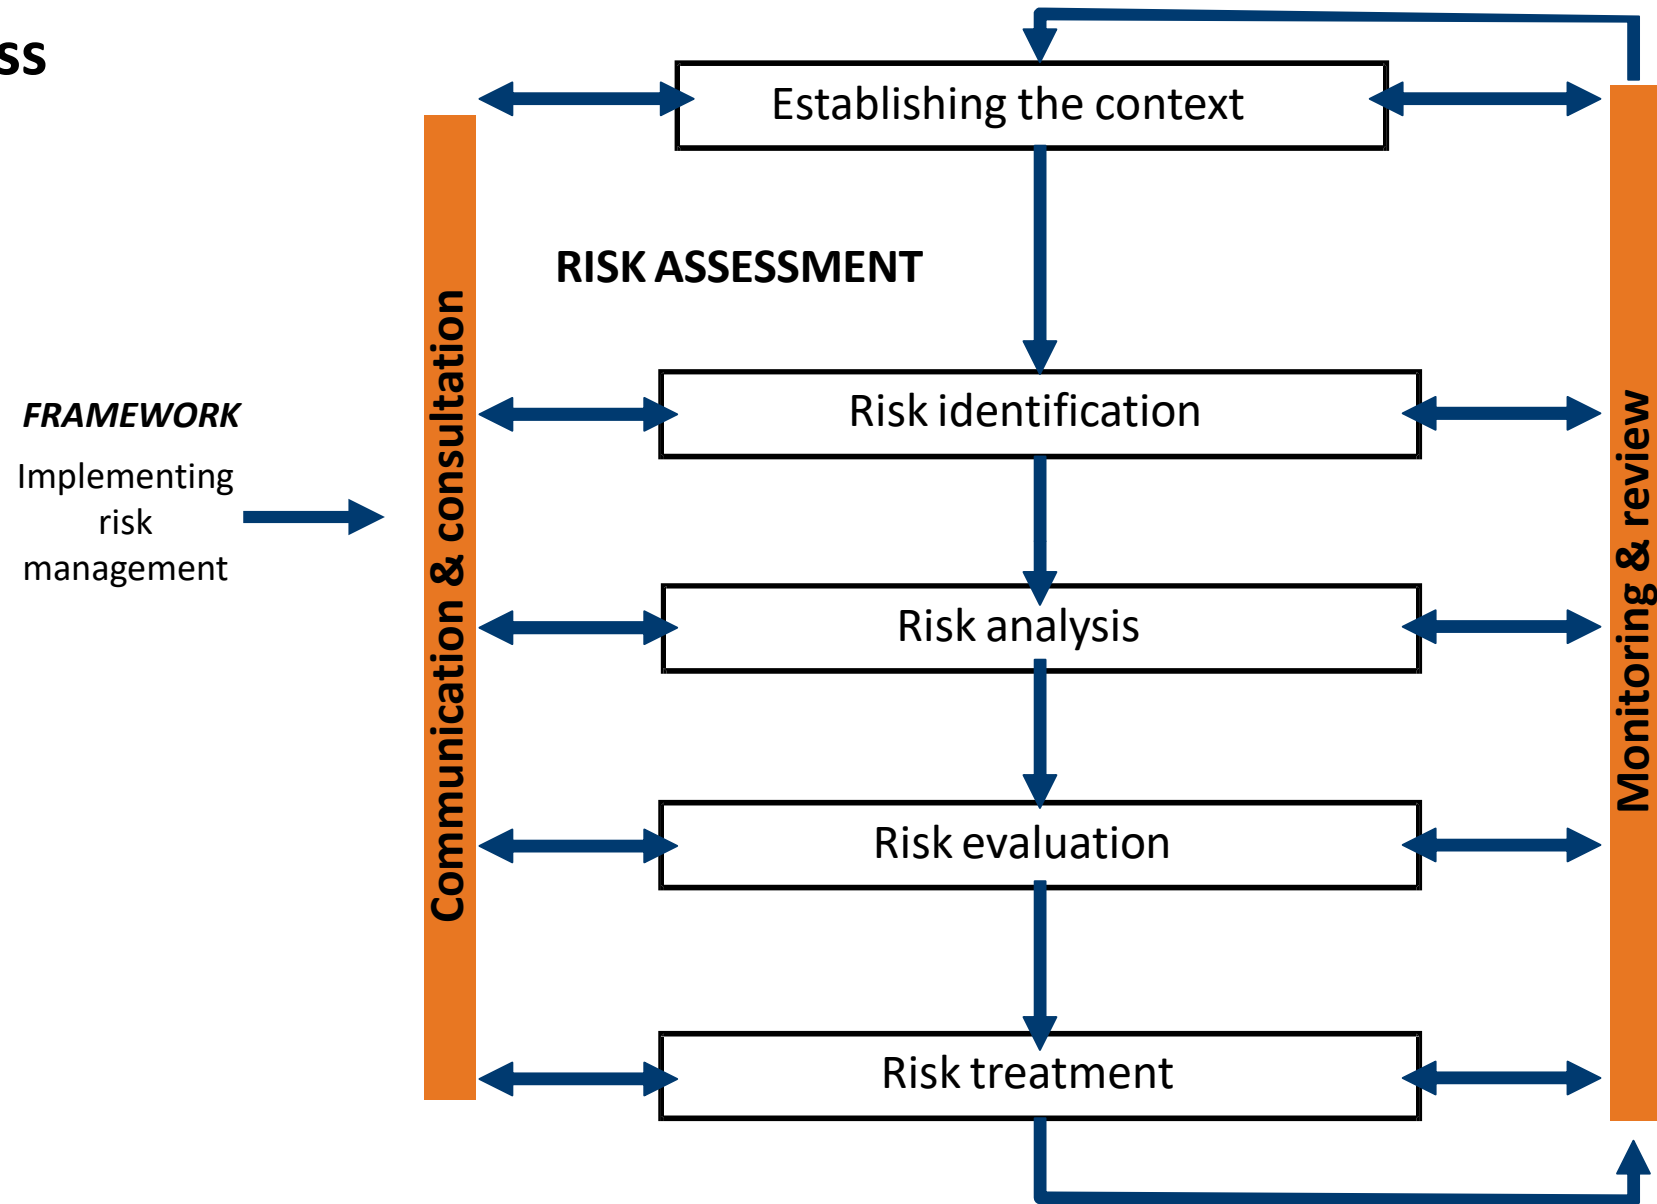 ss
Establishing the context
RISK ASSESSMENT
Communication & consultation
Risk identification
FRAMEWORK
Implementing
risk
management
Monitoring & review
Risk analysis
Risk evaluation
Risk treatment